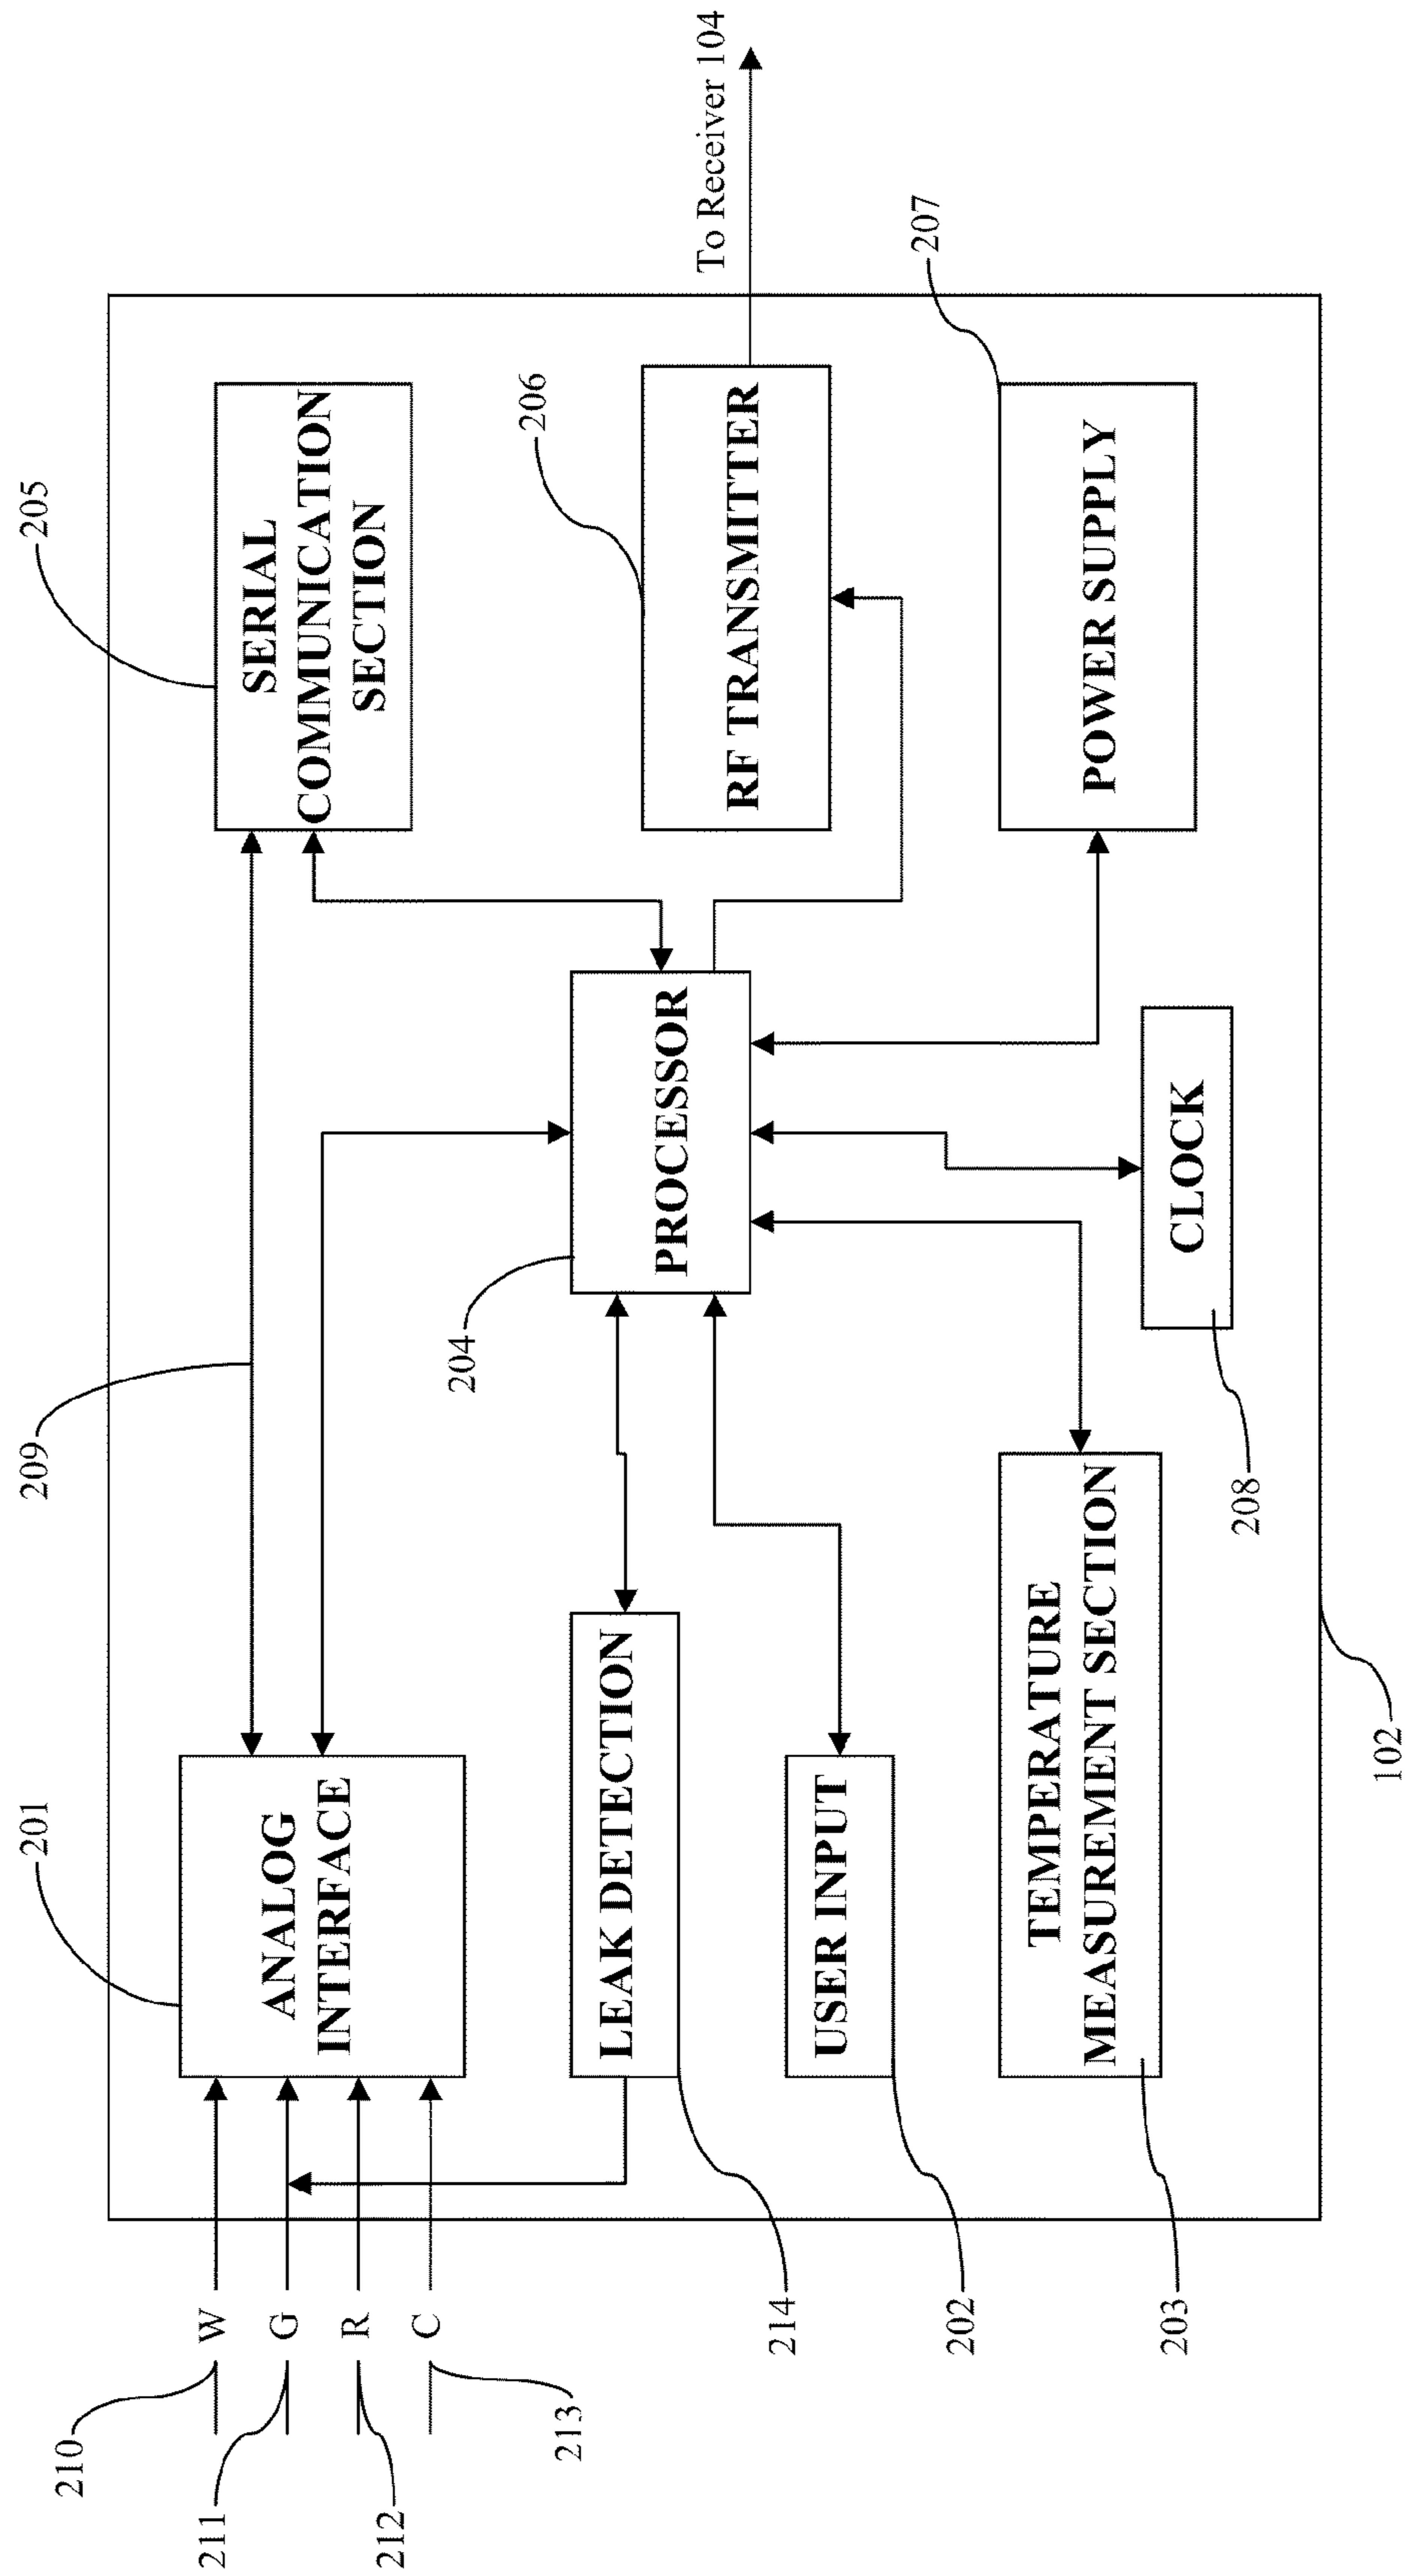 210
W
211
G
212
R
213
C
201
ANALOG
INTERFACE
209
205
SERIAL
COMMUNICATION
SECTION
214
LEAK DETECTION
204
PROCESSOR
206
RF TRANSMITTER
To Receiver 104
202
USER INPUT
203
TEMPERATURE
MEASUREMENT SECTION
208
CLOCK
207
POWER SUPPLY
102